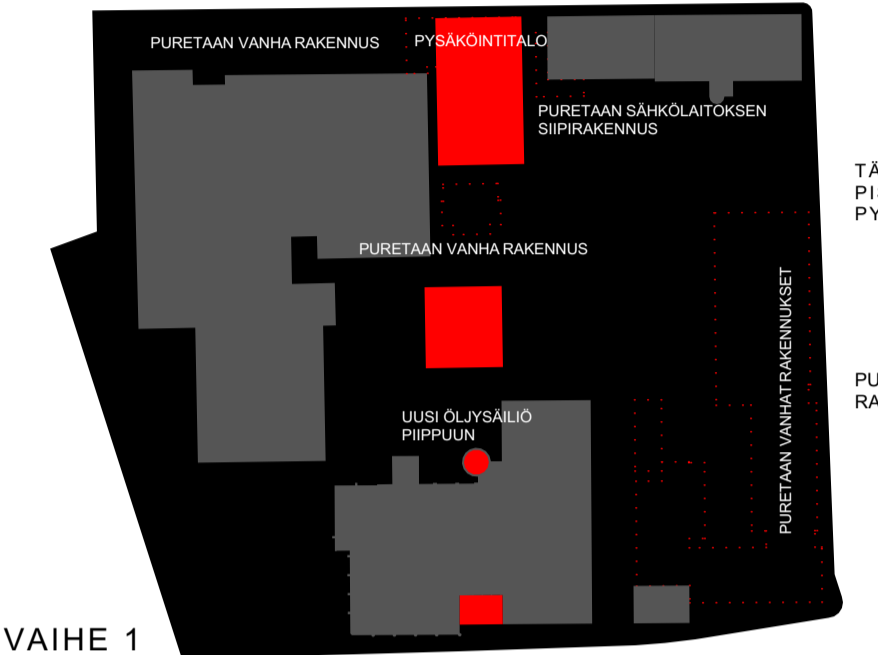 PURETAAN VANHA RAKENNUS
PYSÄKÖINTITALO
PURETAAN SÄHKÖLAITOKSEN
SIIPIRAKENNUS
PURETAAN VANHA RAKENNUS
PURETAAN VANHAT RAKENNUKSET
UUSI ÖLJYSÄILIÖ
PIIPPUUN
VAIHE 1